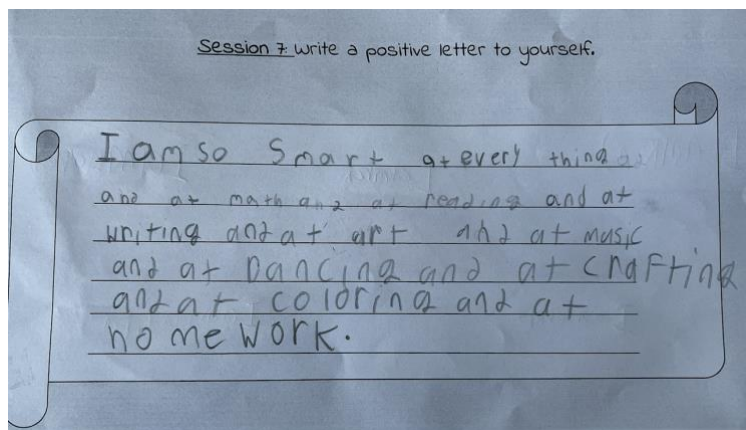 Session 7: Write a positive letter to yourself.
I am so Smart at every thing
and at math and at reading and at
writing and at art and at music
and at Dancing and at crafting
and at coloring and at
home work.